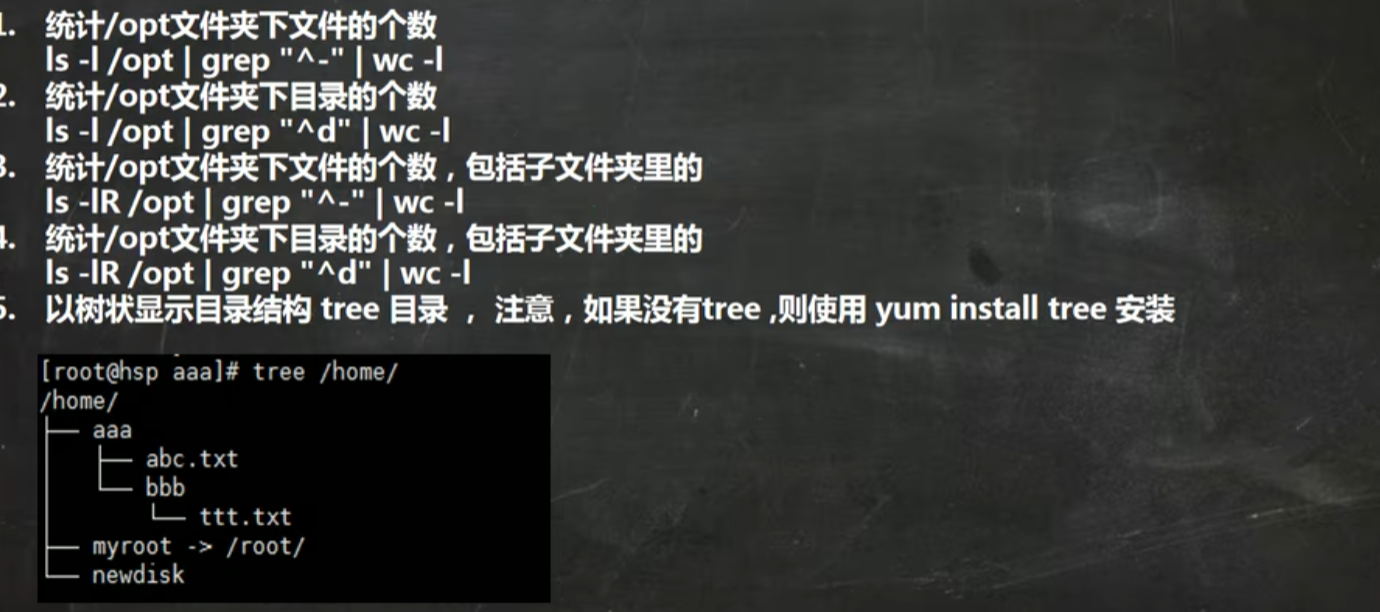 1. 统计/opt文件夹下文件的个数
ls -l /opt | grep "^-" | wc -l
2. 统计/opt文件夹下目录的个数
ls -l /opt | grep "^d" | wc -l
3. 统计/opt文件夹下文件的个数，包括子文件夹里的
ls -lR /opt | grep "^-" | wc -l
4. 统计/opt文件夹下目录的个数，包括子文件夹里的
ls -lR /opt | grep "^d" | wc -l
5. 以树状显示目录结构 tree 目录 ， 注意，如果没有tree ,则使用 yum install tree 安装
[root@hsp aaa]# tree /home/
/home/
├── aaa
│   ├── abc.txt
│   └── bbb
│       └── ttt.txt
├── myroot -> /root/
└── newdisk